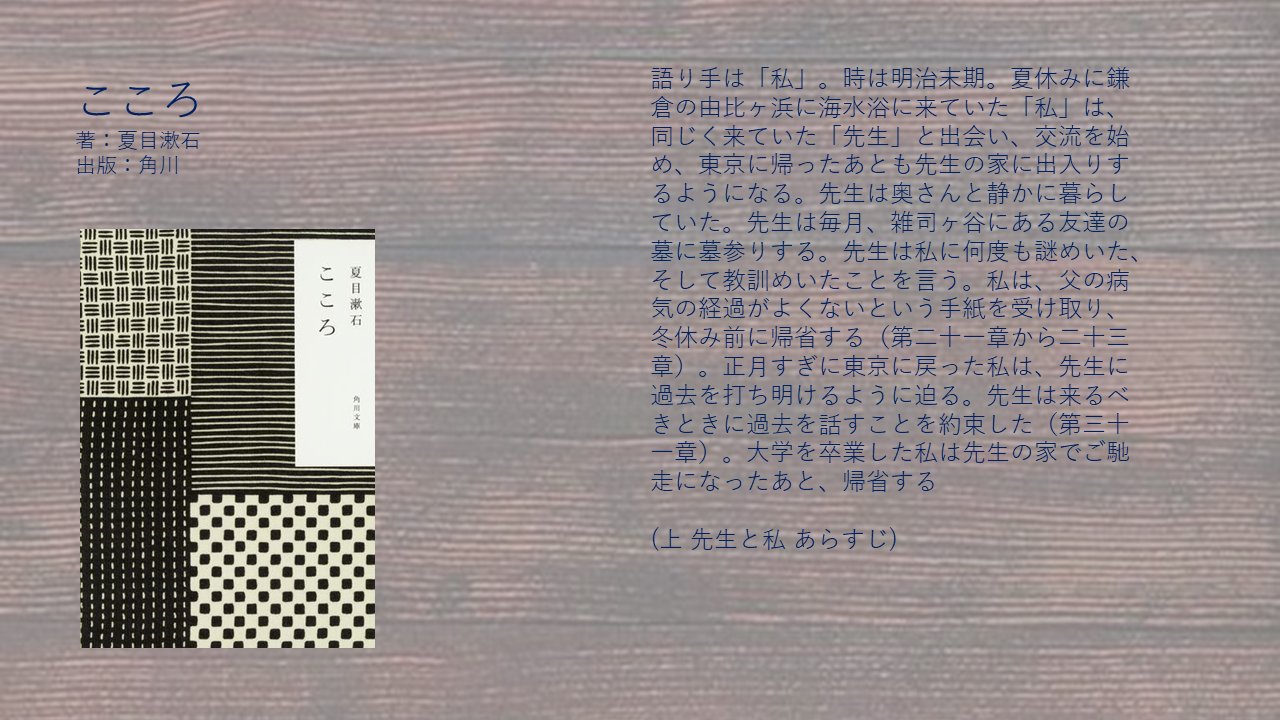 こころ
著：夏目漱石
出版：角川
夏目漱石
こころ
角川文庫
語り手は「私」。時は明治末期。夏休みに鎌
倉の由比ヶ浜に海水浴に来ていた「私」は、
同じく来ていた「先生」と出会い、交流を始
め、東京に帰ったあとも先生の家に出入りす
るようになる。先生は奥さんと静かに暮らし
ていた。先生は毎月、雑司ヶ谷にある友達の
墓に墓参りする。先生は私に何度も謎めいた、
そして教訓めいたことを言う。私は、父の病
気の経過がよくないという手紙を受け取り、
冬休み前に帰省する（第二十一章から二十三
章）。正月すぎに東京に戻った私は、先生に
過去を打ち明けるように迫る。先生は来るべ
きときに過去を話すことを約束した（第三十
一章）。大学を卒業した私は先生の家でご馳
走になったあと、帰省する
(上 先生と私 あらすじ)